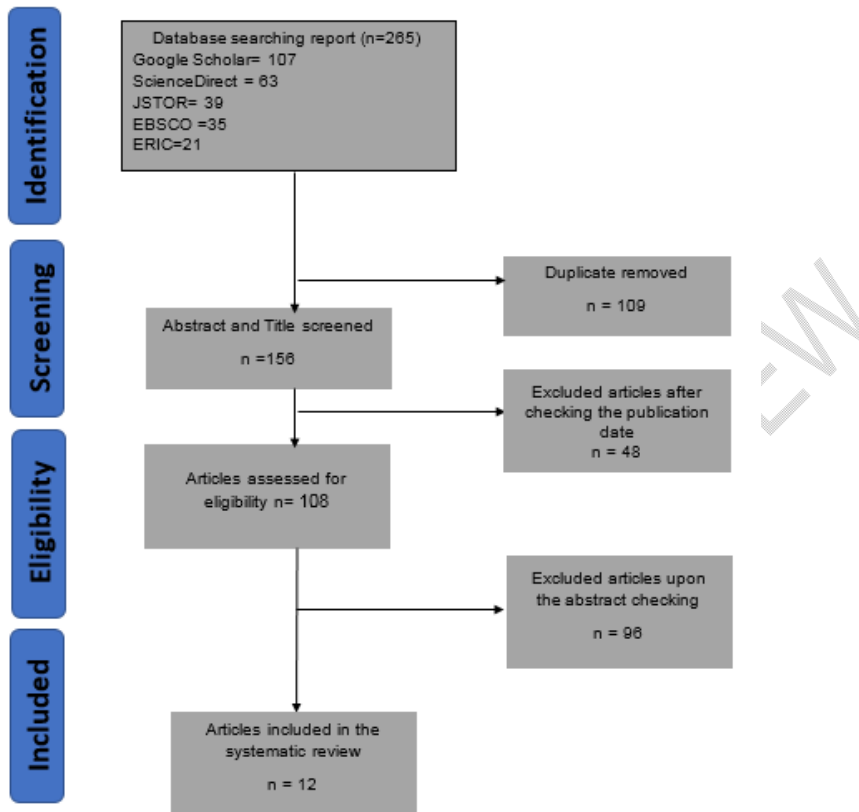 Identification
Database searching report (n=265)
Google Scholar= 107
ScienceDirect = 63
JSTOR= 39
EBSCO =35
ERIC=21
Screening
Duplicate removed
n = 109
Abstract and Title screened
n =156
Excluded articles after
checking the publication
date
n = 48
Eligibility
Articles assessed for
eligibility n= 108
Excluded articles upon
the abstract checking
n = 96
Included
Articles included in the
systematic review
n = 12
EW